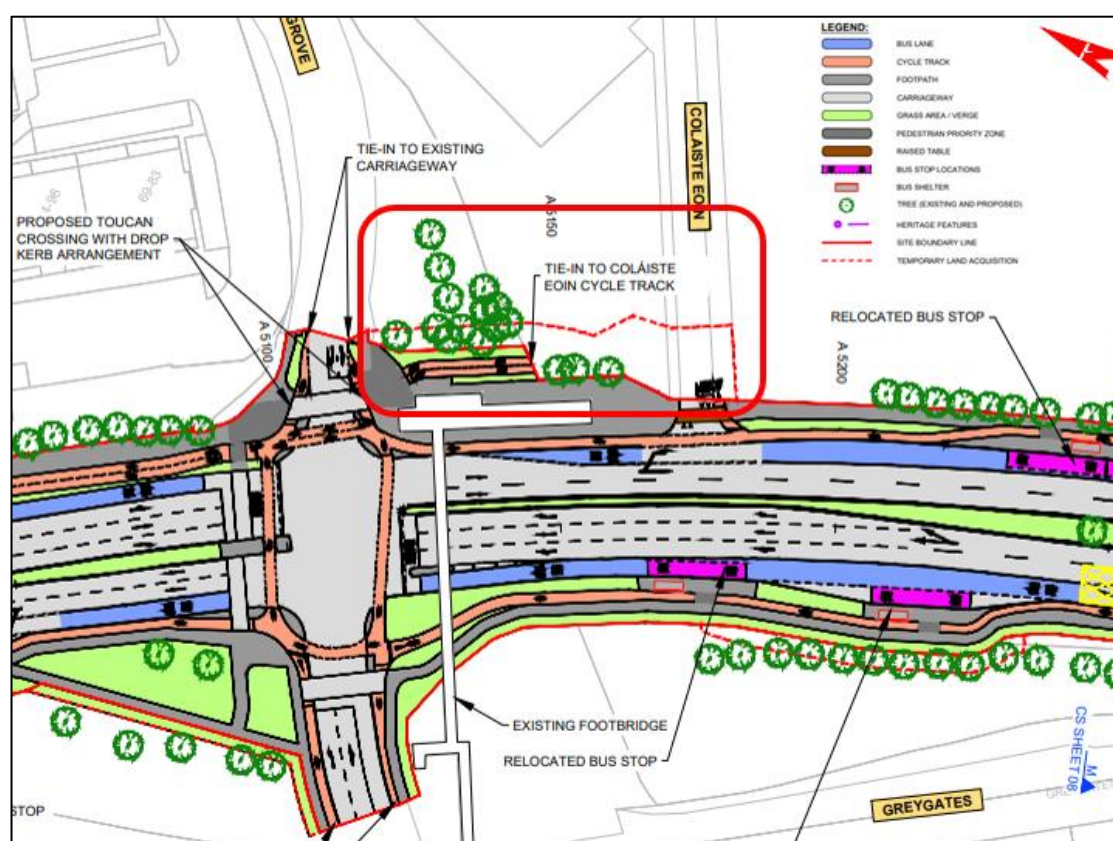 LEGEND:
BUS LANE
CYCLE TRACK
FOOTPATH
CARRIAGEWAY
GRASS AREA / VERGE
PEDESTRIAN PRIORITY ZONE
RAISED TABLE
BUS STOP LOCATIONS
BUS SHELTER
TREE (EXISTING AND PROPOSED)
HERITAGE FEATURES
SITE BOUNDARY LINE
TEMPORARY LAND ACQUISITION
GROVE
COLAISTE EOIN
TIE-IN TO EXISTING
CARRIAGEWAY
69-83
PROPOSED TOUCAN
CROSSING WITH DROP
KERB ARRANGEMENT
A 5150
TIE-IN TO COLÁISTE
EOIN CYCLE TRACK
A 5100
RELOCATED BUS STOP
A 5200
EXISTING FOOTBRIDGE
RELOCATED BUS STOP
GREYGATES
M
CS SHEET 08
STOP